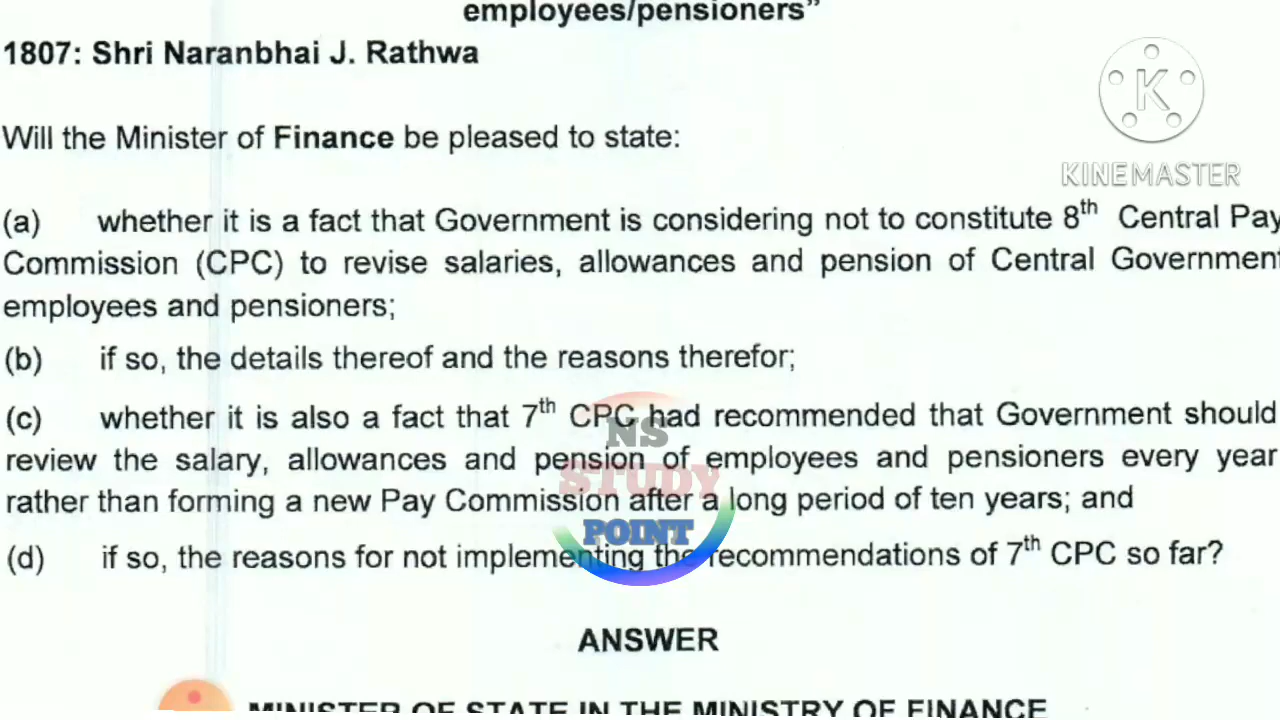 employees/pensioners"
1807: Shri Naranbhai J. Rathwa
Will the Minister of Finance be pleased to state:
K
KINEMASTER
(a) whether it is a fact that Government is considering not to constitute 8th Central Pay
Commission (CPC) to revise salaries, allowances and pension of Central Government
employees and pensioners;
(b) if so, the details thereof and the reasons therefor;
(c) whether it is also a fact that 7th CPC had recommended that Government should
review the salary, allowances and pension of employees and pensioners every year
rather than forming a new Pay Commission after a long period of ten years; and
(d) if so, the reasons for not implementing the recommendations of 7th CPC so far?
NS
STUDY
POINT
ANSWER
MINISTER OF STATE IN THE MINISTRY OF FINANCE